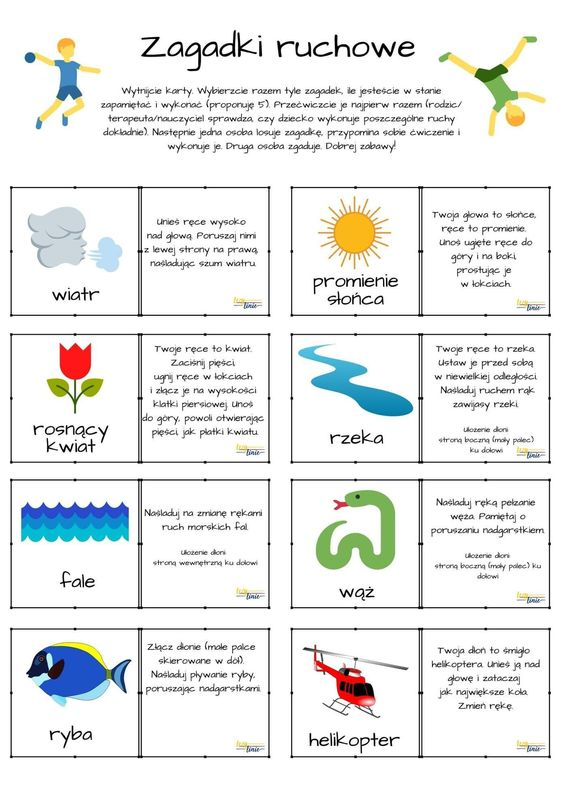 Zagadki ruchowe
Wytnijcie karty. Wybierzcie razem tyle zagadek, ile jesteście w stanie
zapamiętać i wykonać (proponuję 5). Przećwiczcie je najpierw razem (rodzic/
terapeuta/nauczyciel sprawdza, czy dziecko wykonuje poszczególne ruchy
dokładnie). Następnie jedna osoba losuje zagadkę, przypomina sobie ćwiczenie i
wykonuje je. Druga osoba zgaduje. Dobrej zabawy!
wiatr
Unieś ręce wysoko
nad głową. Poruszaj nimi
z lewej strony na prawą,
naśladując szum wiatru.
promienie
słońca
Twoja głowa to słońce,
ręce to promienie.
Unoś ugięte ręce do
góry i na boki,
prostując je
w łokciach.
rosnący
kwiat
Twoje ręce to kwiat.
Zaciśnij pięści,
ugnij ręce w łokciach
i złącz je na wysokości
klatki piersiowej. Unoś
do góry, powoli otwierając
pięści, jak płatki kwiatu.
rzeka
Twoje ręce to rzeka.
Ustaw je przed sobą
w niewielkiej odległości.
Naśladuj ruchem rąk
zawijasy rzeki.
Ułożenie dłoni:
stroną boczną (mały palec)
ku dołowi
fale
Naśladuj na zmianę rękami
ruch morskich fal.
Ułożenie dłoni:
stroną wewnętrzną ku dołowi
wąż
Naśladuj ręką pełzanie
węża. Pamiętaj o
poruszaniu nadgarstkiem.
Ułożenie dłoni:
stroną boczną (mały palec) ku
dołowi
ryba
Złącz dłonie (małe palce
skierowane w dół).
Naśladuj pływanie ryby,
poruszając nadgarstkami.
helikopter
Twoja dłoń to śmigło
helikoptera. Unieś ją nad
głowę i zataczaj
jak największe koła.
Zmień rękę.